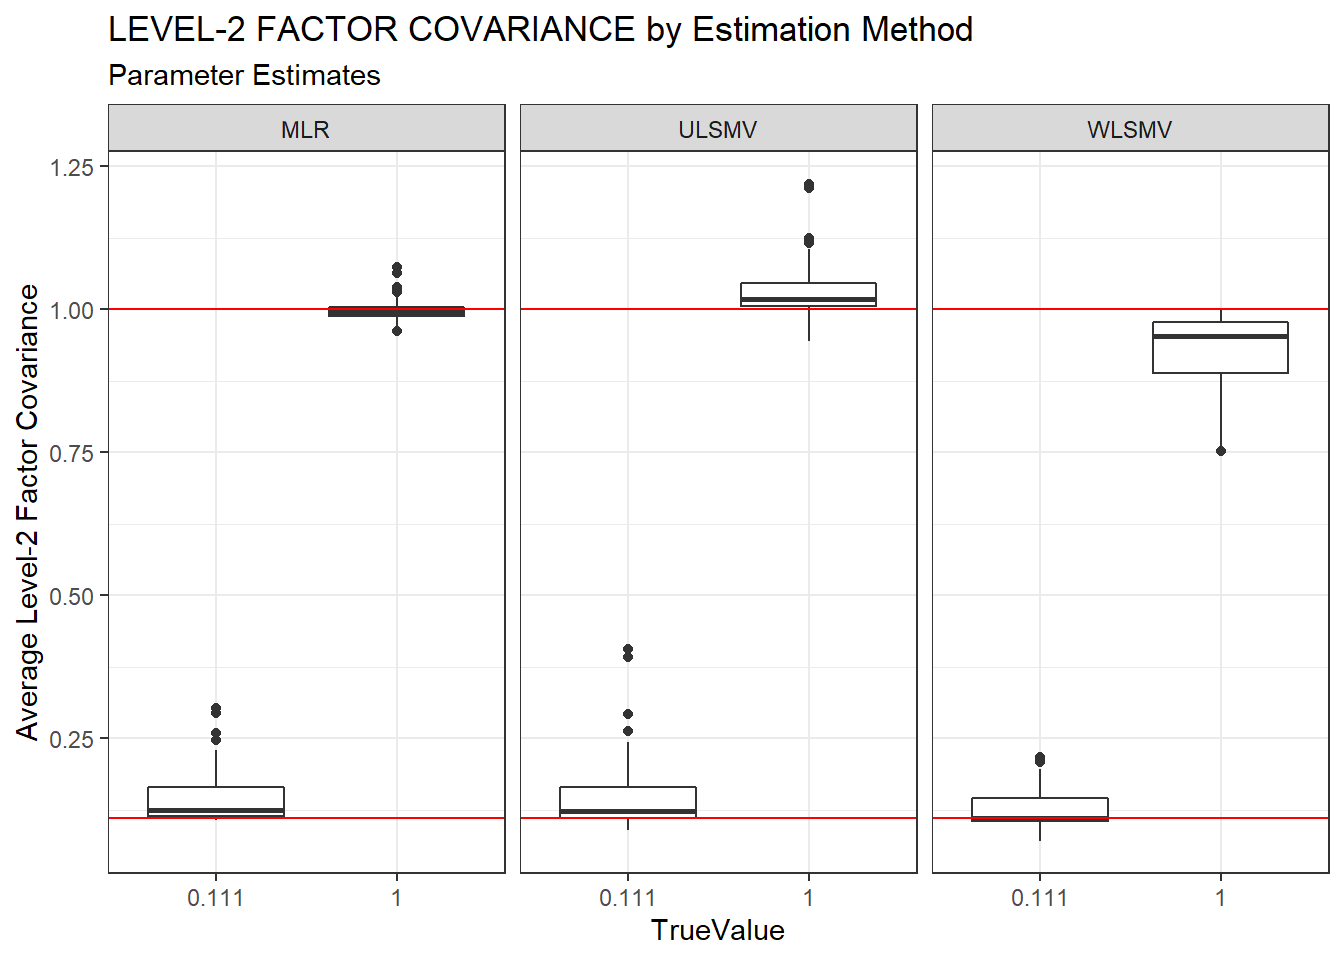 LEVEL-2 FACTOR COVARIANCE by Estimation Method
Parameter Estimates
MLR
ULSMV
WLSMV
Average Level-2 Factor Covariance
1.25
1.00
0.75
0.50
0.25
0.111
1
0.111
1
0.111
1
TrueValue